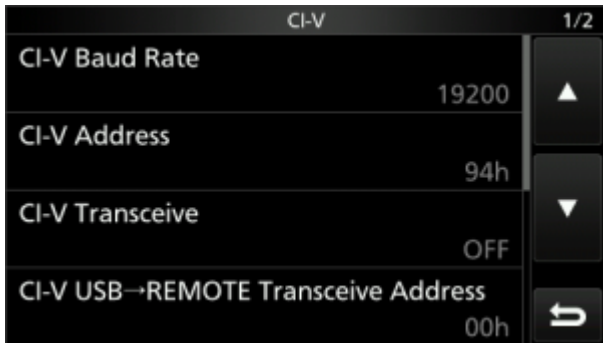 CI-V 1/2
CI-V Baud Rate
19200
CI-V Address
94h
CI-V Transceive
OFF
CI-V USB→REMOTE Transceive Address
00h